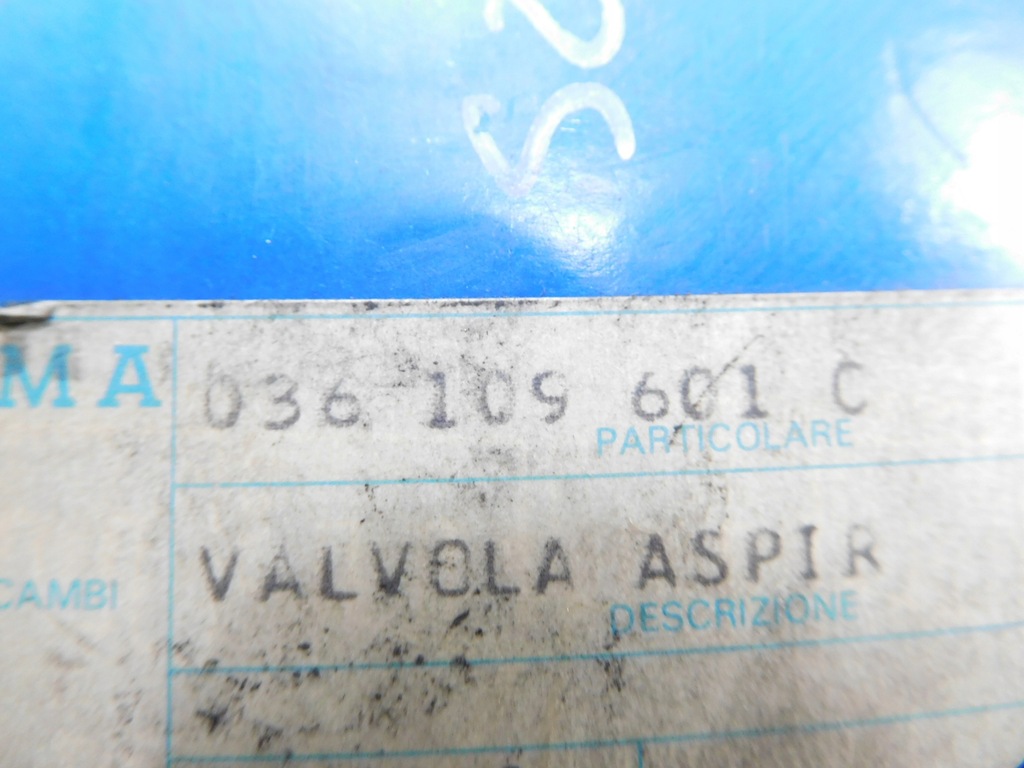 MA
036 109 601 C
PARTICOLARE
VALVOLA ASPIR
DESCRIZIONE
CAMBI